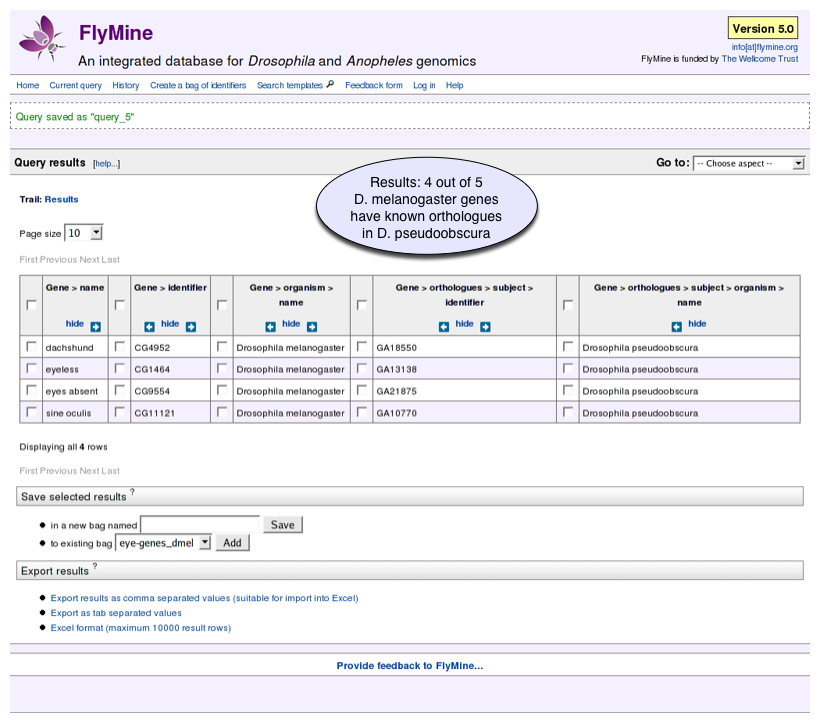 FlyMine
An integrated database for Drosophila and Anopheles genomics
Version 5.0
info[at]flymine.org
FlyMine is funded by The Wellcome Trust
Home Current query History Create a bag of identifiers Search templates Feedback form Log in Help
Query saved as "query_5"
Query results [help...]
Go to: -- Choose aspect --
Results: 4 out of 5
D. melanogaster genes
have known orthologues
in D. pseudoobscura
Trail: Results
Page size 10
First Previous Next Last
Gene > name Gene > identifier Gene > organism > name Gene > orthologues > subject > identifier Gene > orthologues > subject > organism > name
hide hide hide hide hide
dachshund CG4952 Drosophila melanogaster GA18550 Drosophila pseudoobscura
eyeless CG1464 Drosophila melanogaster GA13138 Drosophila pseudoobscura
eyes absent CG9554 Drosophila melanogaster GA21875 Drosophila pseudoobscura
sine oculis CG11121 Drosophila melanogaster GA10770 Drosophila pseudoobscura
Displaying all 4 rows
First Previous Next Last
Save selected results ?
in a new bag named Save
to existing bag eye-genes_dmel Add
Export results ?
Export results as comma separated values (suitable for import into Excel)
Export as tab separated values
Excel format (maximum 10000 result rows)
Provide feedback to FlyMine...